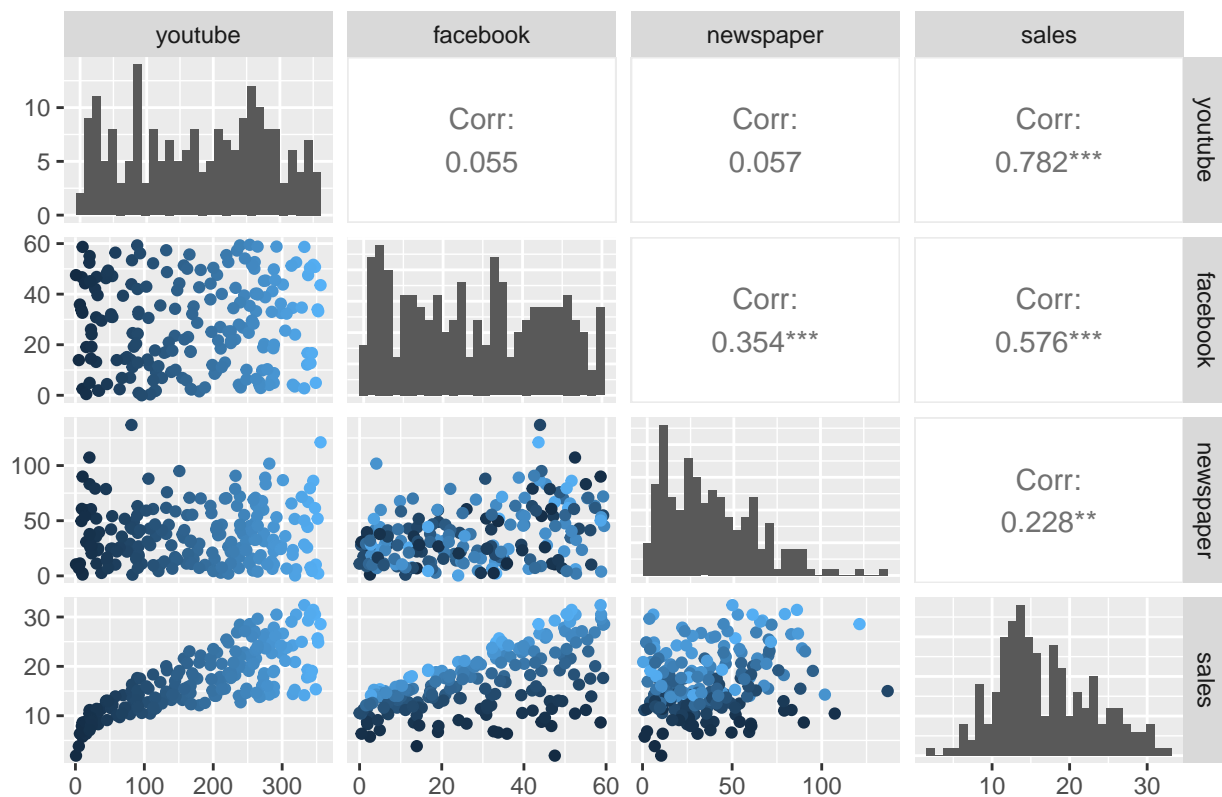 youtube
facebook
newspaper
sales
10
5
0
Corr:
0.055
Corr:
0.057
Corr:
0.782***
youtube
60
40
20
0
Corr:
0.354***
Corr:
0.576***
facebook
100
50
0
Corr:
0.228**
newspaper
30
20
10
sales
0 100 200 300
0 20 40 60
0 50 100
10 20 30